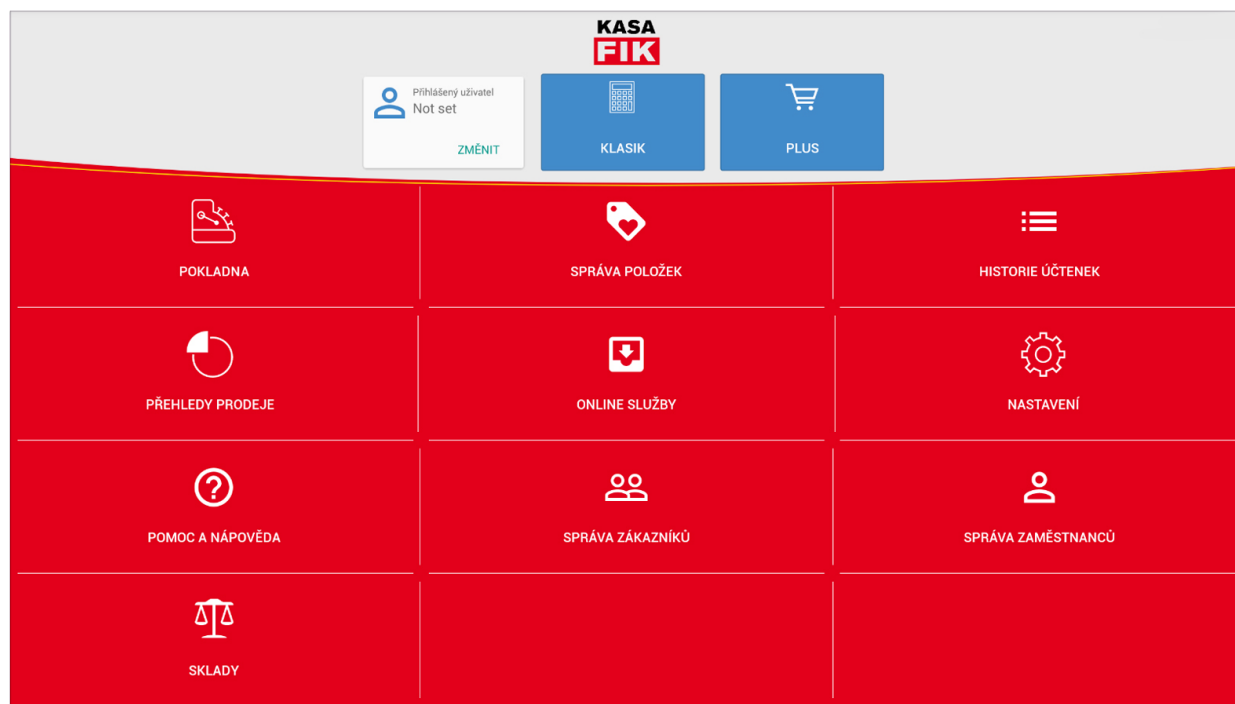 KASA
FIK
Přihlášený uživatel
Not set
ZMĚNIT
KLASIK
PLUS
POKLADNA
SPRÁVA POLOŽEK
HISTORIE ÚČTENEK
PŘEHLEDY PRODEJE
ONLINE SLUŽBY
NASTAVENÍ
POMOC A NÁPOVĚDA
SPRÁVA ZÁKAZNÍKŮ
SPRÁVA ZAMĚSTNANCŮ
SKLADY